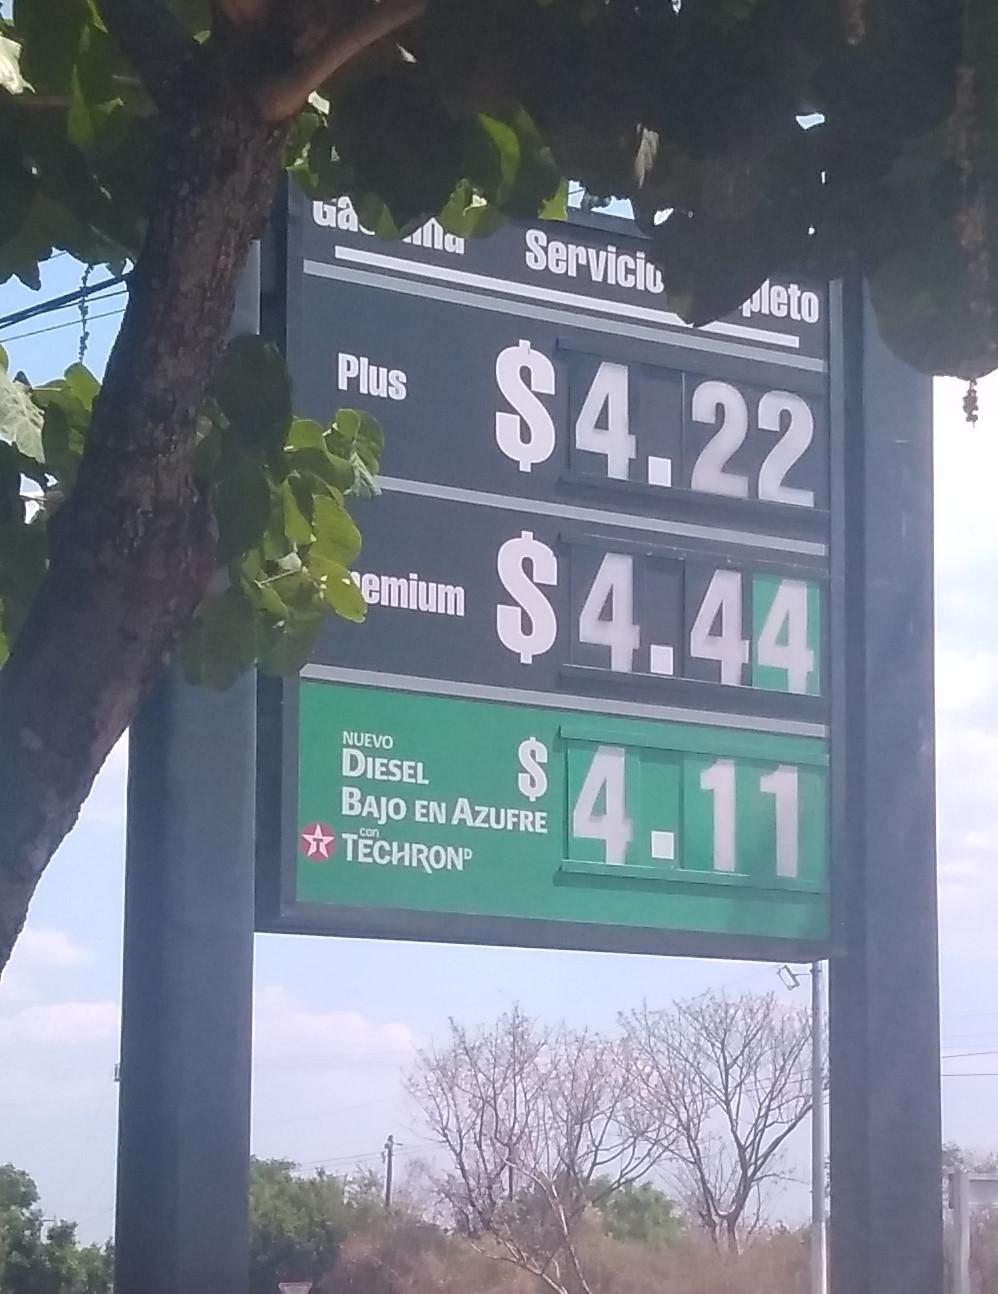 Servicio
Plus $4.22
$4.44
NUEVO
DIESEL $4.11
BAJO EN AZUFRE
con
TECHRON D